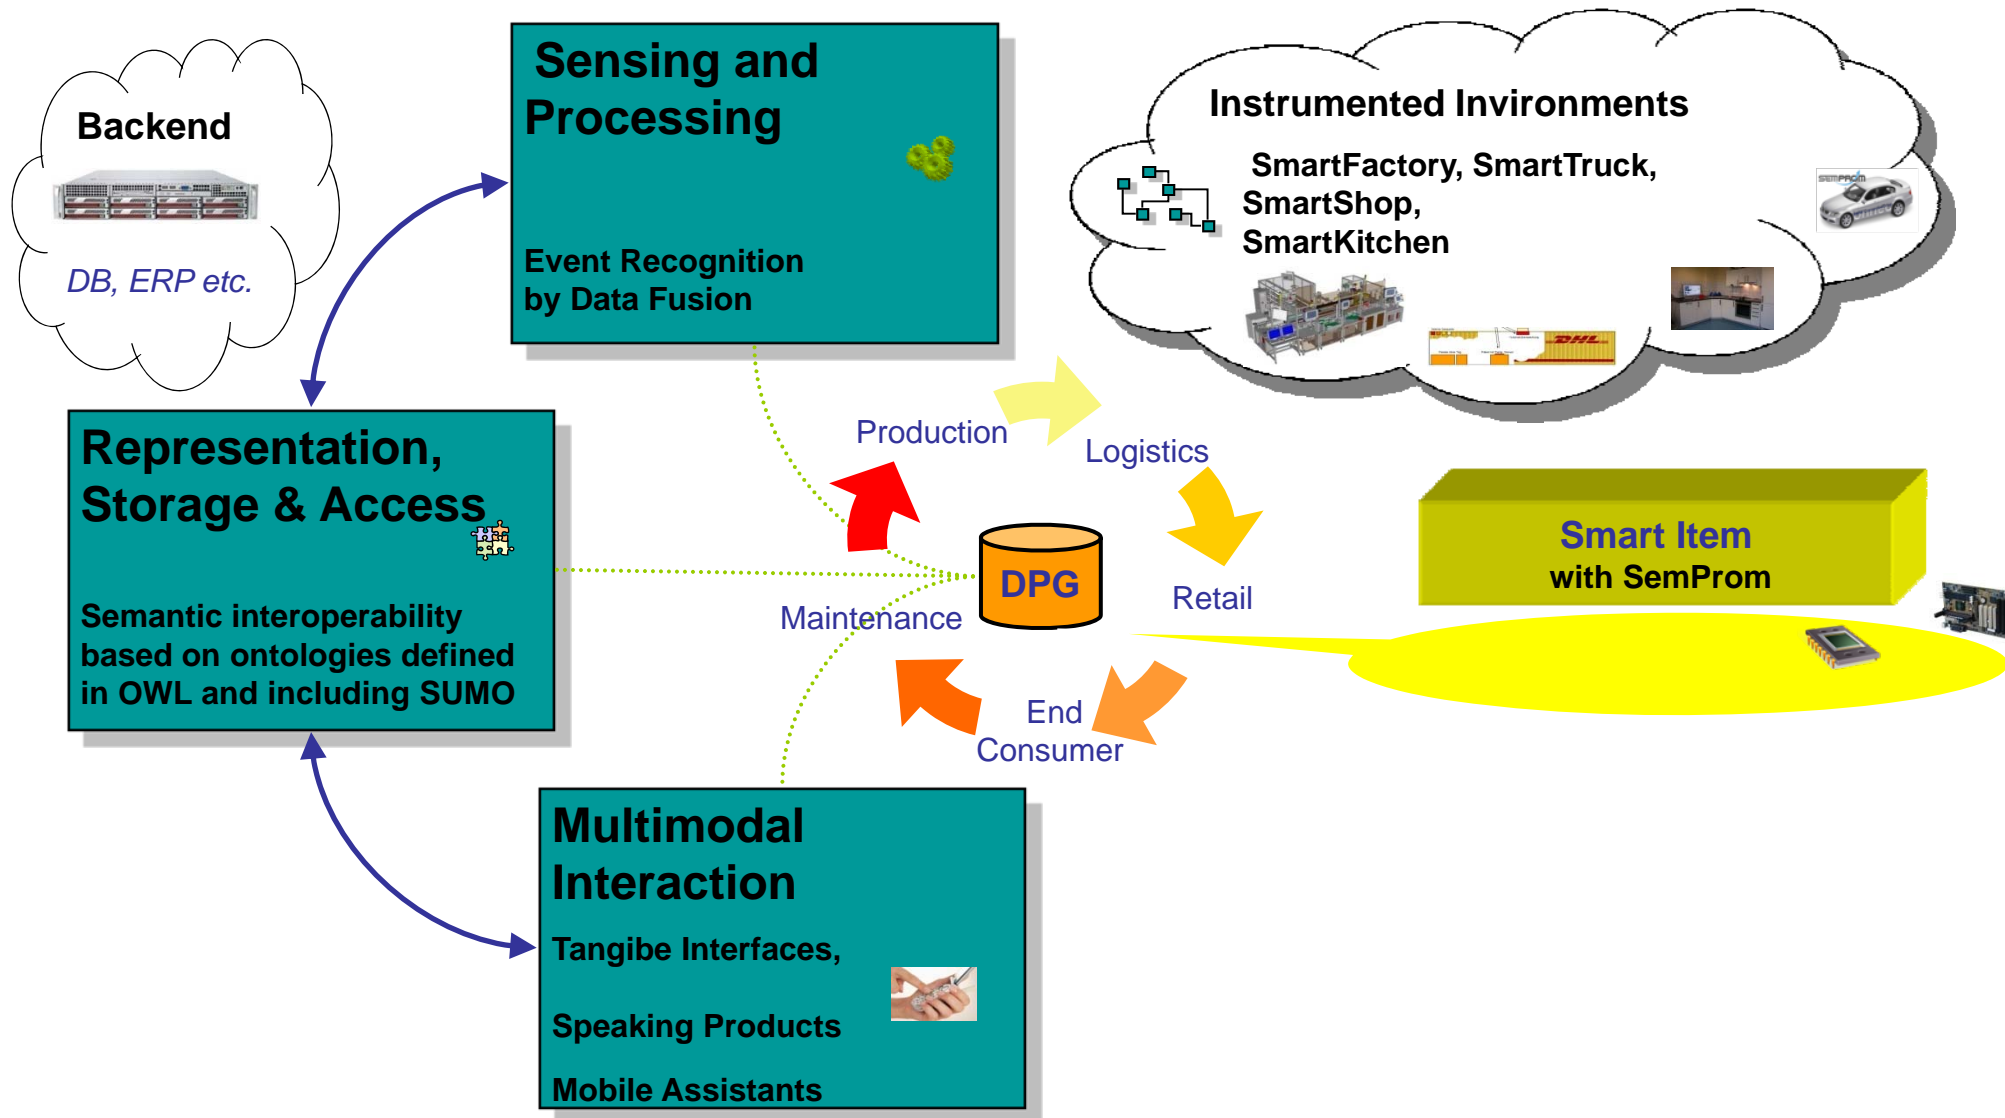 Backend
DB, ERP etc.
Sensing and
Processing
Event Recognition
by Data Fusion
Instrumented Invironments
SmartFactory, SmartTruck,
SmartShop,
SmartKitchen
SEMPROM
DHL
Representation,
Storage & Access
Semantic interoperability
based on ontologies defined
in OWL and including SUMO
Production
Logistics
Retail
End
Consumer
Maintenance
DPG
Smart Item
with SemProm
Multimodal
Interaction
Tangibe Interfaces,
Speaking Products
Mobile Assistants